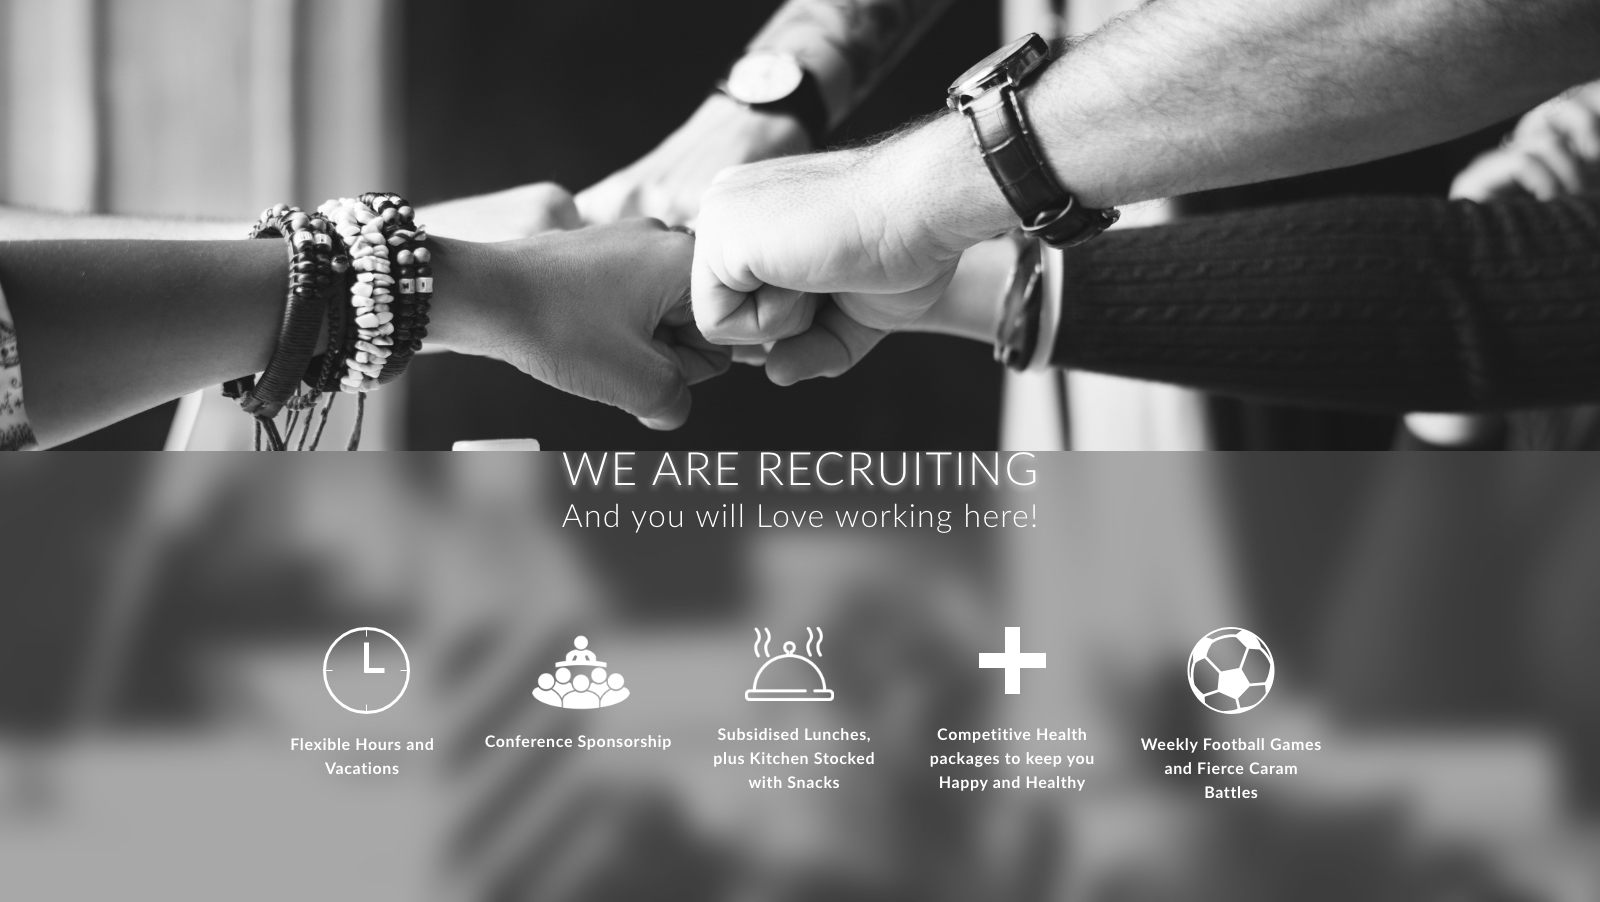 WE ARE RECRUITING
And you will Love working here!
Flexible Hours and
Vacations
Conference Sponsorship
Subsidised Lunches,
plus Kitchen Stocked
with Snacks
Competitive Health
packages to keep you
Happy and Healthy
Weekly Football Games
and Fierce Caram
Battles